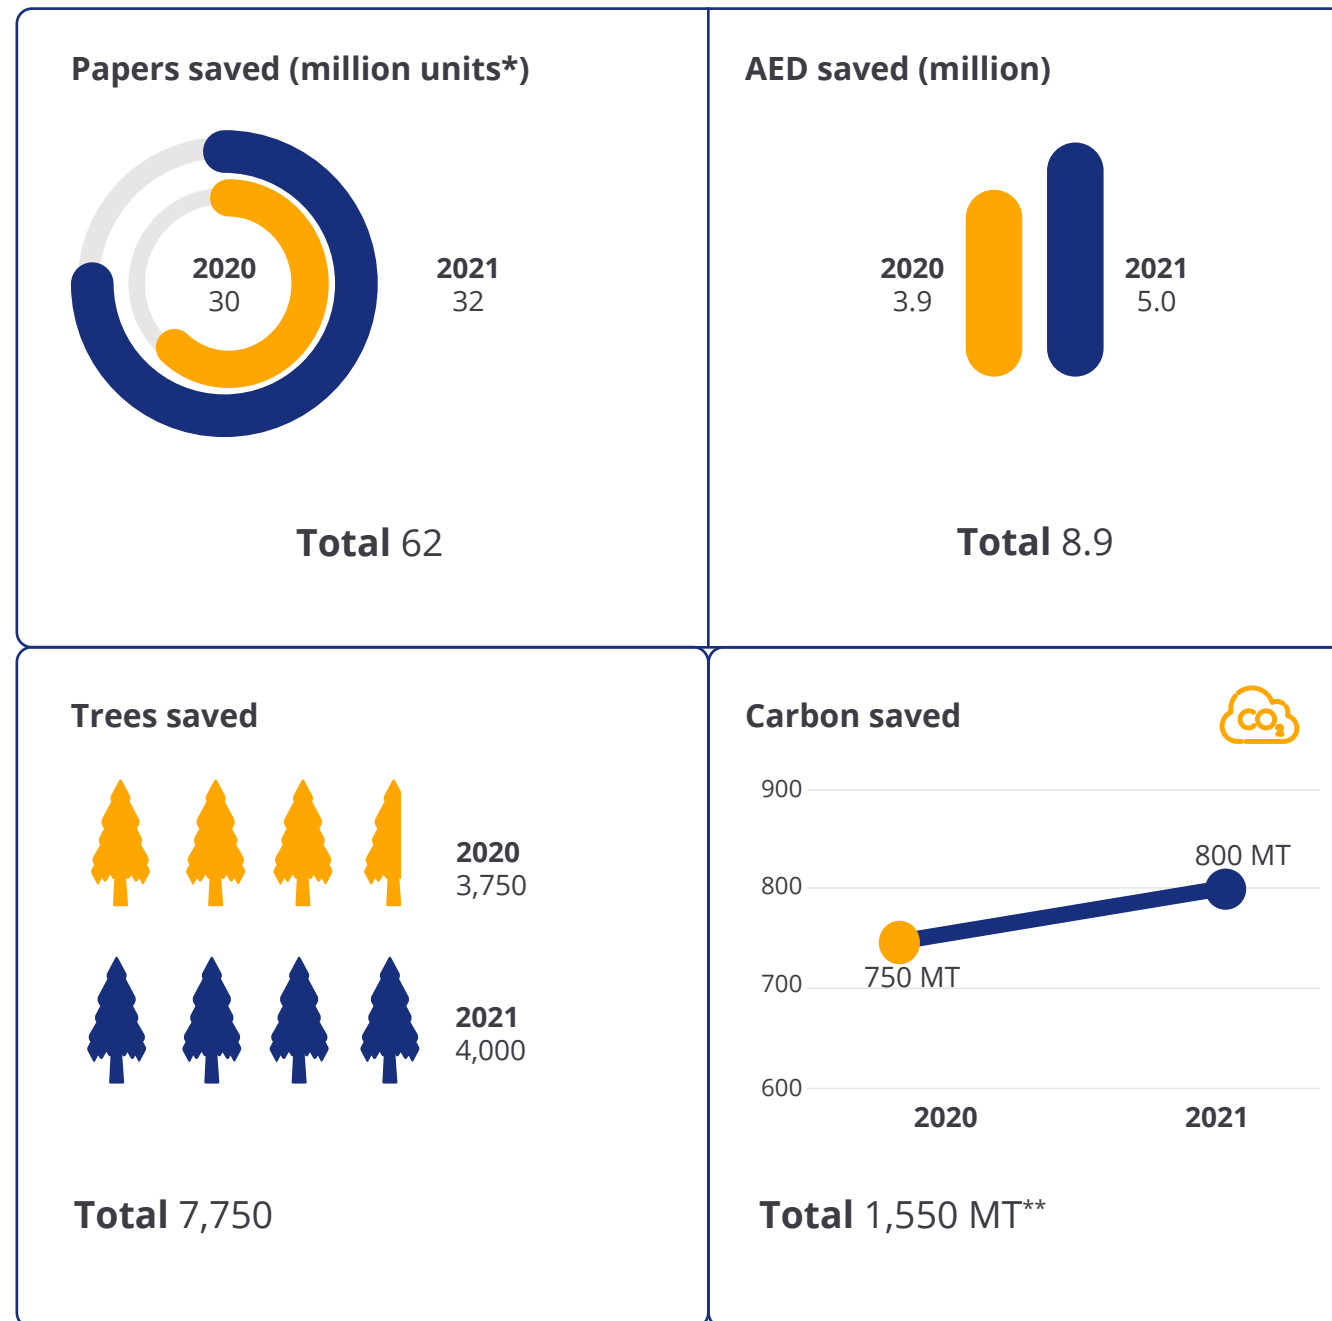 Papers saved (million units*)
2020
30
2021
32
Total 62
AED saved (million)
2020
3.9
2021
5.0
Total 8.9
Trees saved
2020
3,750
2021
4,000
Total 7,750
Carbon saved
CO2
900
800
700
600
750 MT
800 MT
2020
2021
Total 1,550 MT**